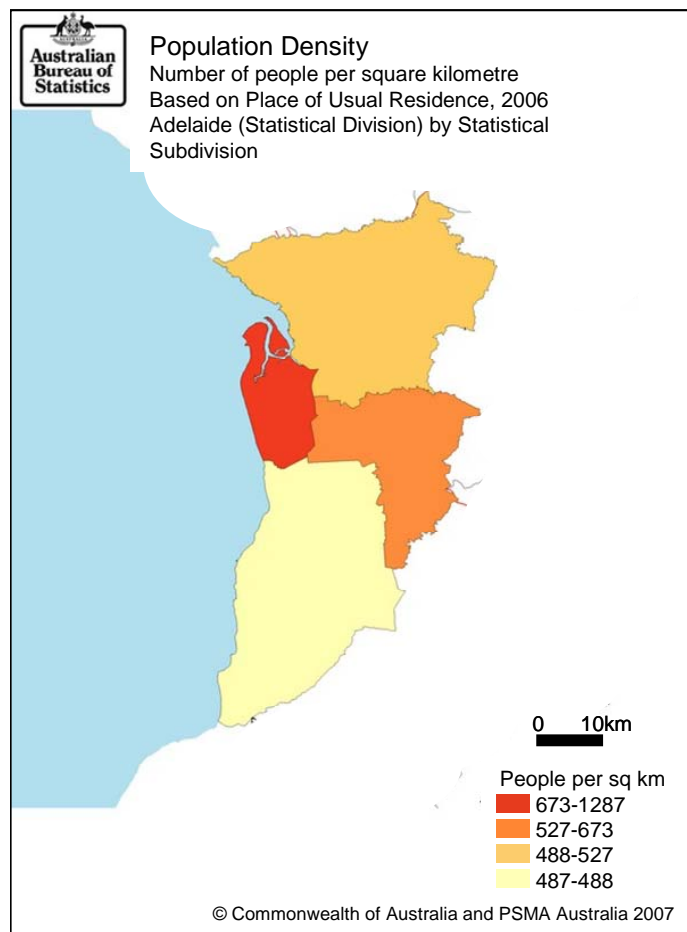 Australian
Bureau of
Statistics
Population Density
Number of people per square kilometre
Based on Place of Usual Residence, 2006
Adelaide (Statistical Division) by Statistical
Subdivision
0 10km
People per sq km
673-1287
527-673
488-527
487-488
© Commonwealth of Australia and PSMA Australia 2007